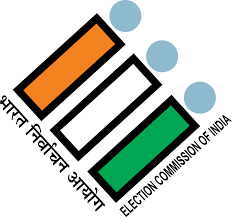 भारत निर्वाचन आयोग
ELECTION COMMISSION OF INDIA